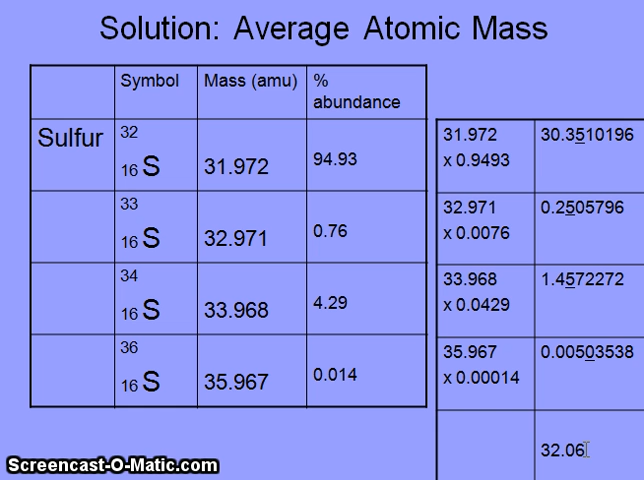 Solution: Average Atomic Mass
Symbol Mass (amu) %
abundance
Sulfur 32
16 S 31.972 94.93
33
16 S 32.971 0.76
34
16 S 33.968 4.29
36
16 S 35.967 0.014
31.972 30.3510196
x 0.9493
32.971 0.2505796
x 0.0076
33.968 1.4572272
x 0.0429
35.967 0.00503538
x 0.00014
32.06
Screencast-O-Matic.com